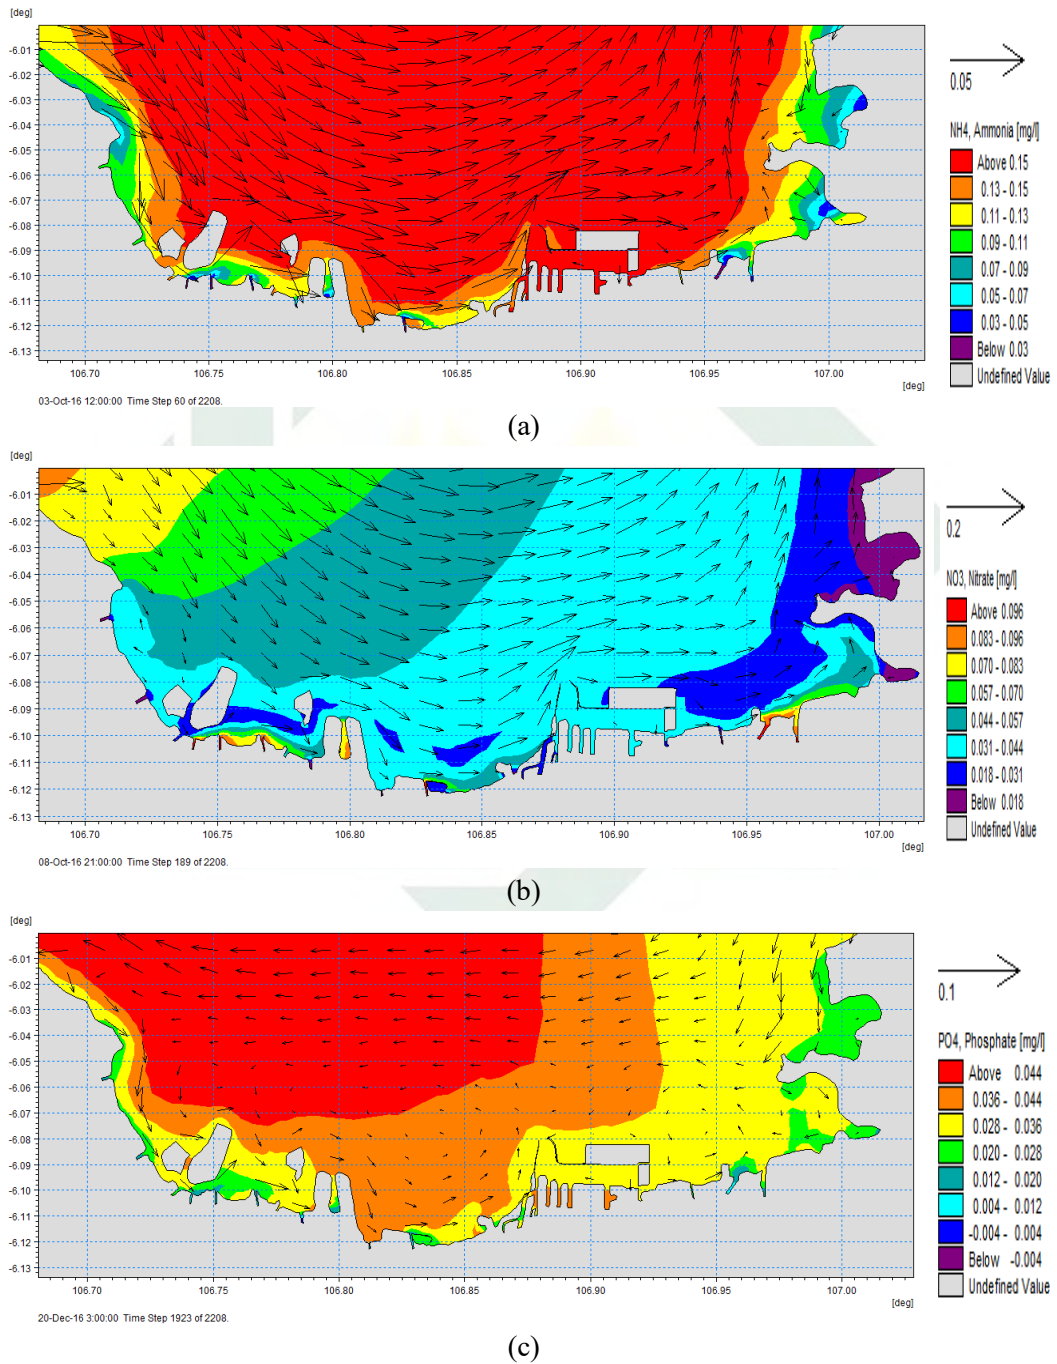 [deg]
-6.01
-6.02
-6.03
-6.04
-6.05
-6.06
-6.07
-6.08
-6.09
-6.10
-6.11
-6.12
-6.13
106.70 106.75 106.80 106.85 106.90 106.95 107.00
[deg]
03-Oct-16 12:00:00 Time Step 60 of 2208.
0.05
NH4, Ammonia [mg/l]
Above 0.15
0.13 - 0.15
0.11 - 0.13
0.09 - 0.11
0.07 - 0.09
0.05 - 0.07
0.03 - 0.05
Below 0.03
Undefined Value
(a)
[deg]
-6.01
-6.02
-6.03
-6.04
-6.05
-6.06
-6.07
-6.08
-6.09
-6.10
-6.11
-6.12
-6.13
106.70 106.75 106.80 106.85 106.90 106.95 107.00
[deg]
08-Oct-16 21:00:00 Time Step 189 of 2208.
0.2
NO3, Nitrate [mg/l]
Above 0.096
0.083 - 0.096
0.070 - 0.083
0.057 - 0.070
0.044 - 0.057
0.031 - 0.044
0.018 - 0.031
Below 0.018
Undefined Value
(b)
[deg]
-6.01
-6.02
-6.03
-6.04
-6.05
-6.06
-6.07
-6.08
-6.09
-6.10
-6.11
-6.12
-6.13
106.70 106.75 106.80 106.85 106.90 106.95 107.00
[deg]
20-Dec-16 3:00:00 Time Step 1923 of 2208.
0.1
PO4, Phosphate [mg/l]
Above 0.044
0.036 - 0.044
0.028 - 0.036
0.020 - 0.028
0.012 - 0.020
0.004 - 0.012
-0.004 - 0.004
Below -0.004
Undefined Value
(c)